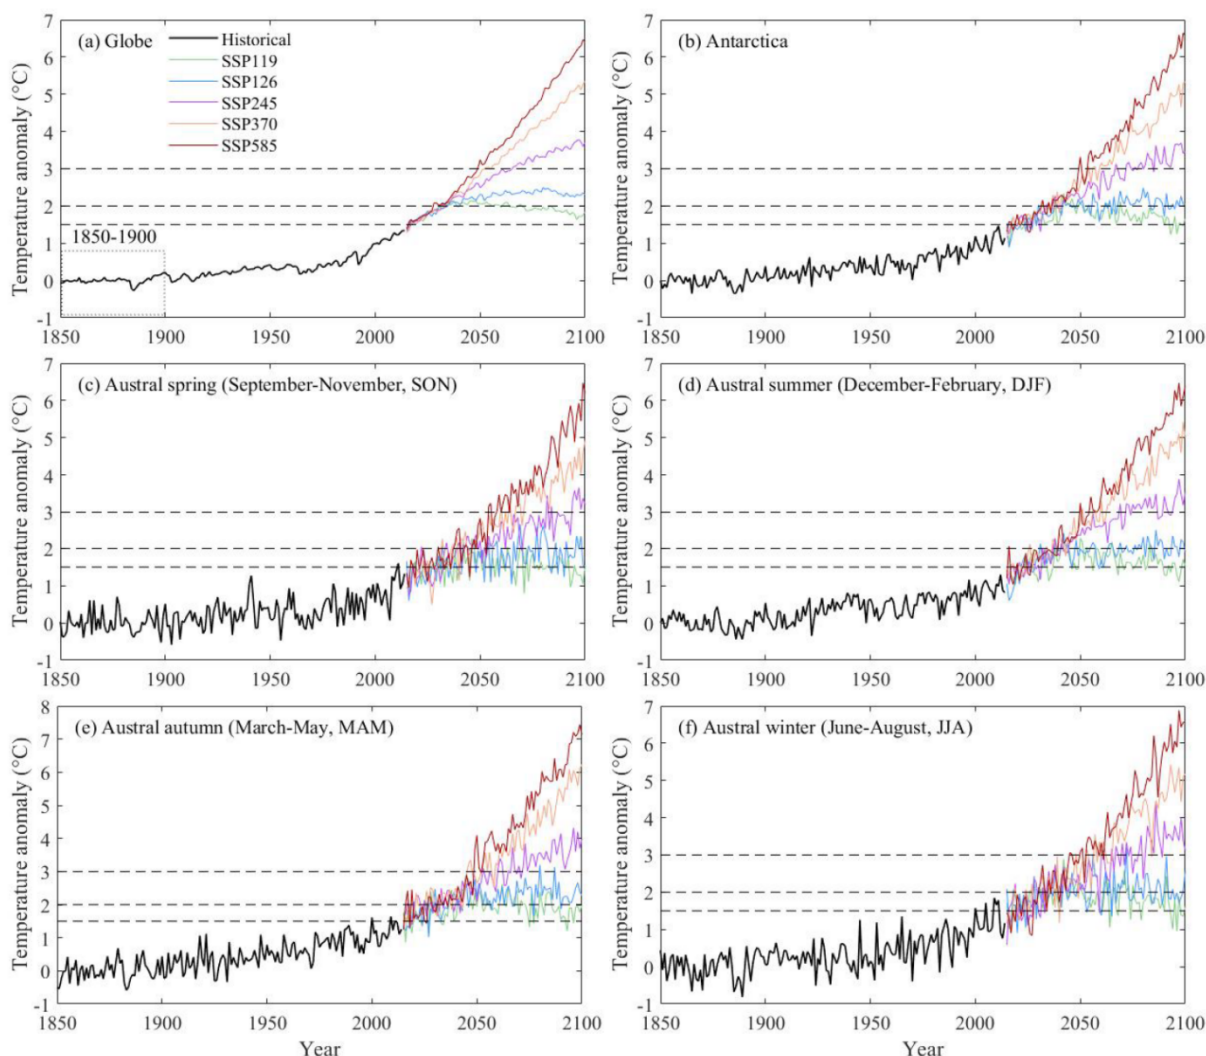 (a) Globe
Historical
SSP119
SSP126
SSP245
SSP370
SSP585
1850-1900
Temperature anomaly (°C)
7
6
5
4
3
2
1
0
-1
1850 1900 1950 2000 2050 2100
(b) Antarctica
Temperature anomaly (°C)
7
6
5
4
3
2
1
0
-1
1850 1900 1950 2000 2050 2100
(c) Austral spring (September-November, SON)
Temperature anomaly (°C)
7
6
5
4
3
2
1
0
-1
1850 1900 1950 2000 2050 2100
(d) Austral summer (December-February, DJF)
Temperature anomaly (°C)
7
6
5
4
3
2
1
0
-1
1850 1900 1950 2000 2050 2100
(e) Austral autumn (March-May, MAM)
Temperature anomaly (°C)
8
7
6
5
4
3
2
1
0
-1
1850 1900 1950 2000 2050 2100
Year
(f) Austral winter (June-August, JJA)
Temperature anomaly (°C)
7
6
5
4
3
2
1
0
-1
1850 1900 1950 2000 2050 2100
Year